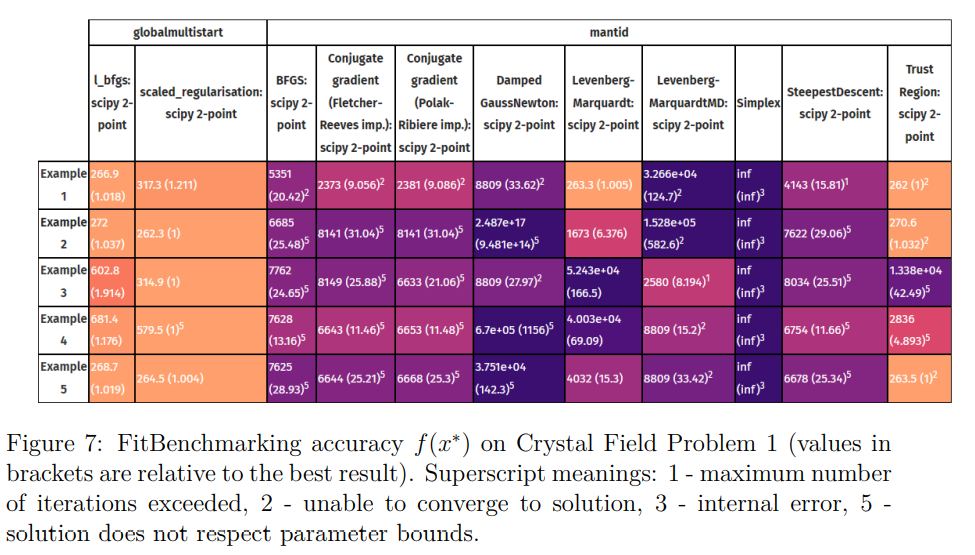 globalmultistart mantid
l_bfgs: scipy 2-point scaled_regularisation: scipy 2-point BFGS: scipy 2-point Conjugate gradient (Fletcher-Reeves imp.): scipy 2-point Conjugate gradient (Polak-Ribiere imp.): scipy 2-point Damped GaussNewton: scipy 2-point Levenberg-Marquardt: scipy 2-point Levenberg-MarquardtMD: scipy 2-point Simplex SteepestDescent: scipy 2-point Trust Region: scipy 2-point
Example 1 266.9 (1.018) 317.3 (1.211) 5351 (20.42)² 2373 (9.056)² 2381 (9.086)² 8809 (33.62)² 263.3 (1.005) 3.266e+04 (124.7)² inf (inf)³ 4143 (15.81)¹ 262 (1)²
Example 2 272 (1.037) 262.3 (1) 6685 (25.48)⁵ 8141 (31.04)⁵ 8141 (31.04)⁵ 2.487e+17 (9.481e+14)⁵ 1673 (6.376) 1.528e+05 (582.6)² inf (inf)³ 7622 (29.06)⁵ 270.6 (1.032)²
Example 3 602.8 (1.914) 314.9 (1) 7762 (24.65)⁵ 8149 (25.88)⁵ 6633 (21.06)⁵ 8809 (27.97)² 5.243e+04 (166.5) 2580 (8.194)¹ inf (inf)³ 8034 (25.51)⁵ 1.338e+04 (42.49)⁵
Example 4 681.4 (1.176) 579.5 (1)⁵ 7628 (13.16)⁵ 6643 (11.46)⁵ 6653 (11.48)⁵ 6.7e+05 (1156)⁵ 4.003e+04 (69.09) 8809 (15.2)² inf (inf)³ 6754 (11.66)⁵ 2836 (4.893)⁵
Example 5 268.7 (1.019) 264.5 (1.004) 7625 (28.93)⁵ 6644 (25.21)⁵ 6668 (25.3)⁵ 3.751e+04 (142.3)⁵ 4032 (15.3) 8809 (33.42)² inf (inf)³ 6678 (25.34)⁵ 263.5 (1)²
Figure 7: FitBenchmarking accuracy f(x*) on Crystal Field Problem 1 (values in
brackets are relative to the best result). Superscript meanings: 1 - maximum number
of iterations exceeded, 2 - unable to converge to solution, 3 - internal error, 5 -
solution does not respect parameter bounds.